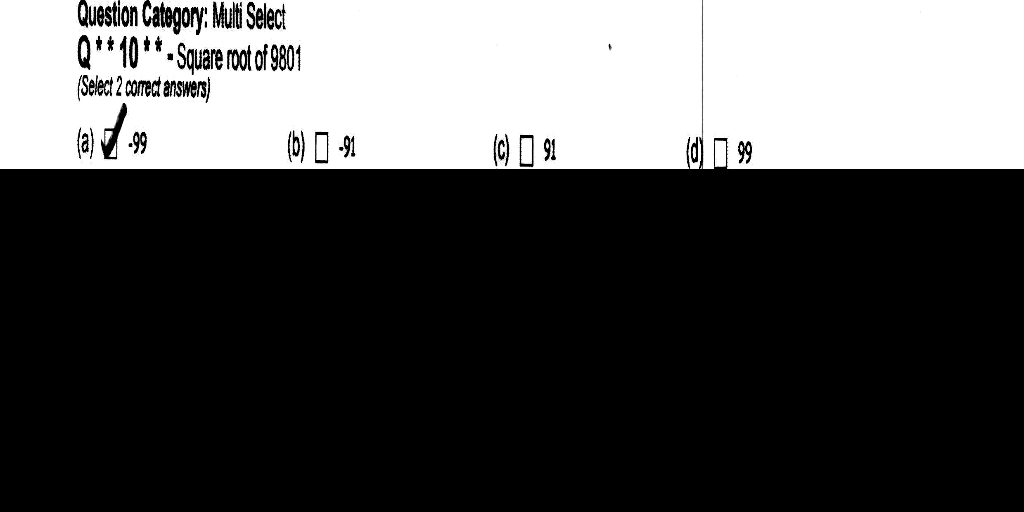 Question Category: Multi Select
Q * * 10 * * - Square root of 9801
(Select 2 correct answers)
(a) ☑ -99 (b) ☐ -91 (c) ☐ 91 (d) ☐ 99